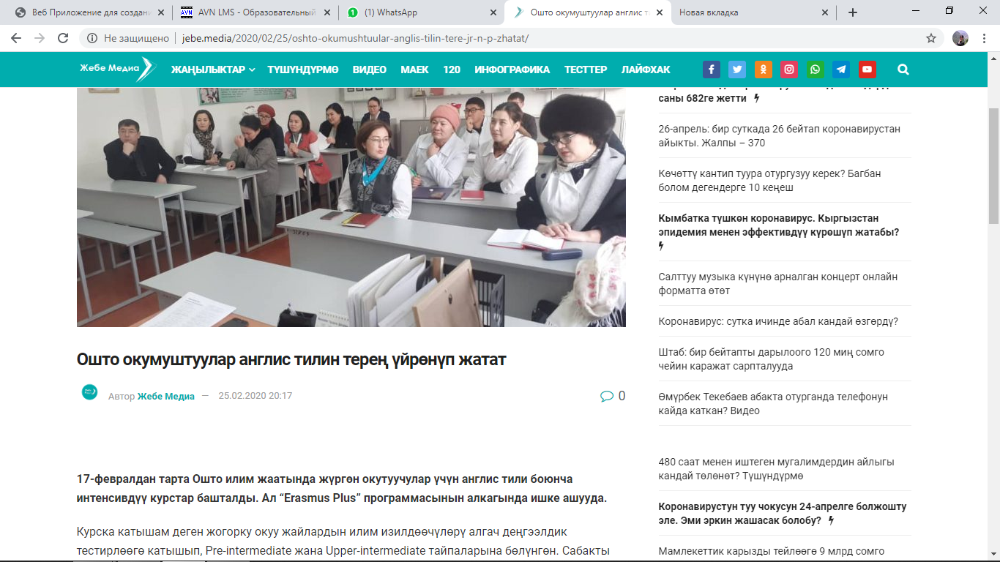 Веб Приложение для создани
AVN LMS - Образовательный
(1) WhatsApp
Ошто окумуштуулар англис т
Новая вкладка
Не защищено
jebe.media/2020/02/25/oshto-okumushtuular-anglis-tilin-tere-jr-n-p-zhatat/
Жебе Медиа
ЖАҢЫЛЫКТАР
ТҮШҮНДҮРМӨ
ВИДЕО
МАЕК
120
ИНФОГРАФИКА
ТЕСТТЕР
ЛАЙФХАК
Ошто окумуштуулар англис тилин терең үйрөнүп жатат
Автор Жебе Медиа — 25.02.2020 20:17
0
17-февралдан тарта Ошто илим жаатында жүргөн окутуучулар үчүн англис тили боюнча
интенсивдүү курстар башталды. Ал “Erasmus Plus” программасынын алкагында ишке ашууда.
Курска катышам деген жогорку окуу жайлардын илим изилдөөчүлөрү алгач деңгээлдик
тестирлөөгө катышып, Pre-intermediate жана Upper-intermediate тайпаларына бөлүнгөн. Сабакты
саны 682ге жетти
26-апрель: бир суткада 26 бейтап коронавирустан
айыкты. Жалпы – 370
Көчөттү кантип туура отургузуу керек? Багбан
болом дегендерге 10 кеңеш
Кымбатка түшкөн коронавирус. Кыргызстан
эпидемия менен эффективдүү күрөшүп жатабы?
Салттуу музыка күнүнө арналган концерт онлайн
форматта өтөт
Коронавирус: сутка ичинде абал кандай өзгөрдү?
Штаб: бир бейтапты дарылоого 120 миң сомго
чейин каражат сарпталууда
Өмүрбек Текебаев абакта отурганда телефонун
кайда каткан? Видео
480 саат менен иштеген мугалимдердин айлыгы
кандай төлөнөт? Түшүндүрмө
Коронавирустун туу чокусун 24-апрелге болжошту
эле. Эми эркин жашасак болобу?
Мамлекеттик карызды тейлөөгө 9 млрд сомго